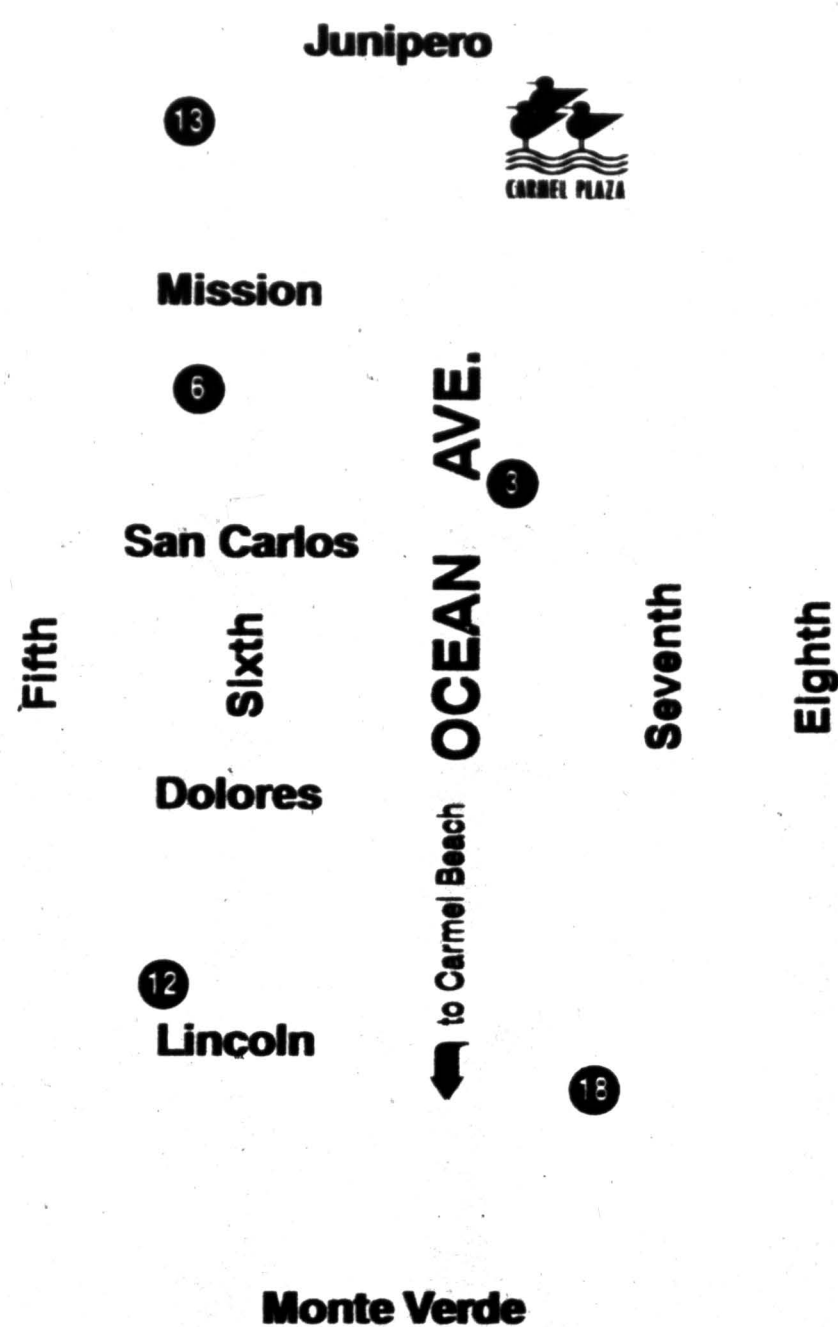 Junipero
13
CARMEL PLAZA
Mission
6
OCEAN AVE.
3
San Carlos
Fifth
Sixth
Seventh
Eighth
Dolores
to Carmel Beach
12
Lincoln
18
Monte Verde